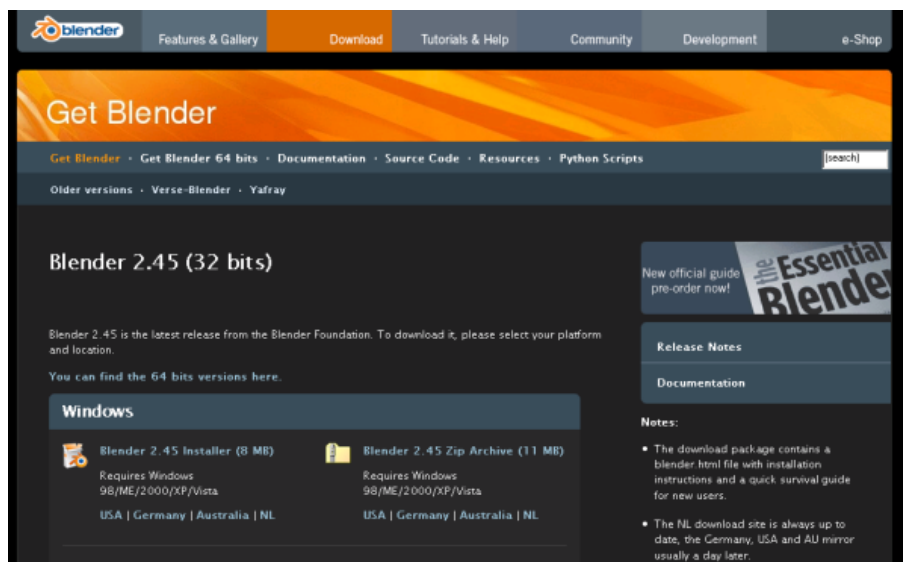 blender
Features & Gallery
Download
Tutorials & Help
Community
Development
e-Shop
Get Blender
Get Blender · Get Blender 64 bits · Documentation · Source Code · Resources · Python Scripts
[search]
Older versions · Verse-Blender · Yafray
Blender 2.45 (32 bits)
Blender 2.45 is the latest release from the Blender Foundation. To download it, please select your platform
and location.
You can find the 64 bits versions here.
Windows
Blender 2.45 Installer (8 MB)
Requires Windows
98/ME/2000/XP/Vista
USA | Germany | Australia | NL
Blender 2.45 Zip Archive (11 MB)
Requires Windows
98/ME/2000/XP/Vista
USA | Germany | Australia | NL
New official guide
pre-order now!
the Essential
Blender
Release Notes
Documentation
Notes:
• The download package contains a
blender.html file with installation
instructions and a quick survival guide
for new users.
• The NL download site is always up to
date, the Germany, USA and AU mirror
usually a day later.